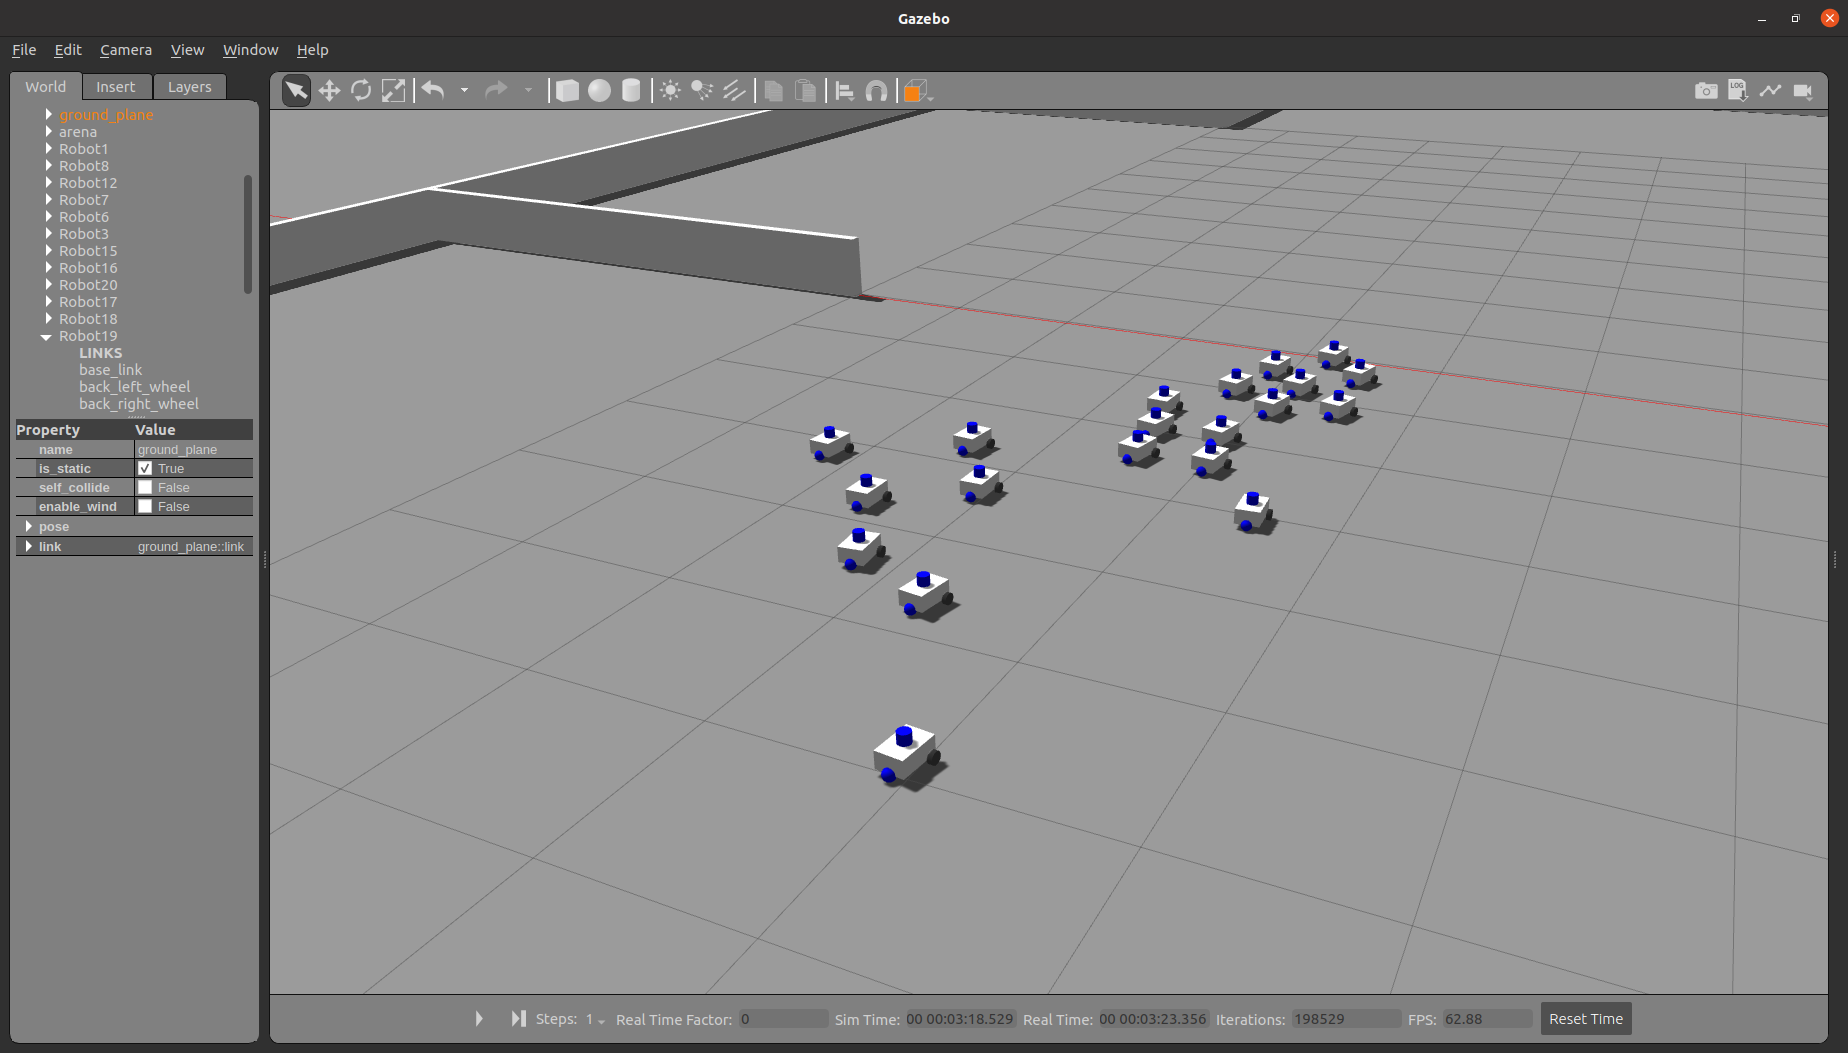 Gazebo
File Edit Camera View Window Help
World Insert Layers
ground_plane
arena
Robot1
Robot8
Robot12
Robot7
Robot6
Robot3
Robot15
Robot16
Robot20
Robot17
Robot18
Robot19
LINKS
base_link
back_left_wheel
back_right_wheel
Property Value
name ground_plane
is_static True
self_collide False
enable_wind False
pose
link ground_plane::link
LOG
Steps: 1 Real Time Factor: 0 Sim Time: 00 00:03:18.529 Real Time: 00 00:03:23.356 Iterations: 198529 FPS: 62.88 Reset Time